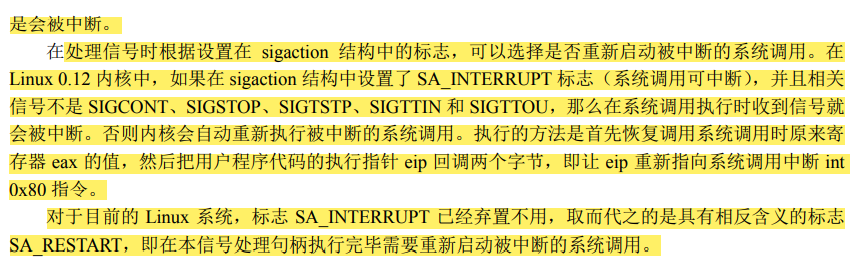 是会被中断。
在处理信号时根据设置在 sigaction 结构中的标志，可以选择是否重新启动被中断的系统调用。在
Linux 0.12 内核中，如果在 sigaction 结构中设置了 SA_INTERRUPT 标志（系统调用可中断），并且相关
信号不是 SIGCONT、SIGSTOP、SIGTSTP、SIGTTIN 和 SIGTTOU，那么在系统调用执行时收到信号就
会被中断。否则内核会自动重新执行被中断的系统调用。执行的方法是首先恢复调用系统调用时原来寄
存器 eax 的值，然后把用户程序代码的执行指针 eip 回调两个字节，即让 eip 重新指向系统调用中断 int
0x80 指令。
对于目前的 Linux 系统，标志 SA_INTERRUPT 已经弃置不用，取而代之的是具有相反含义的标志
SA_RESTART，即在本信号处理句柄执行完毕需要重新启动被中断的系统调用。